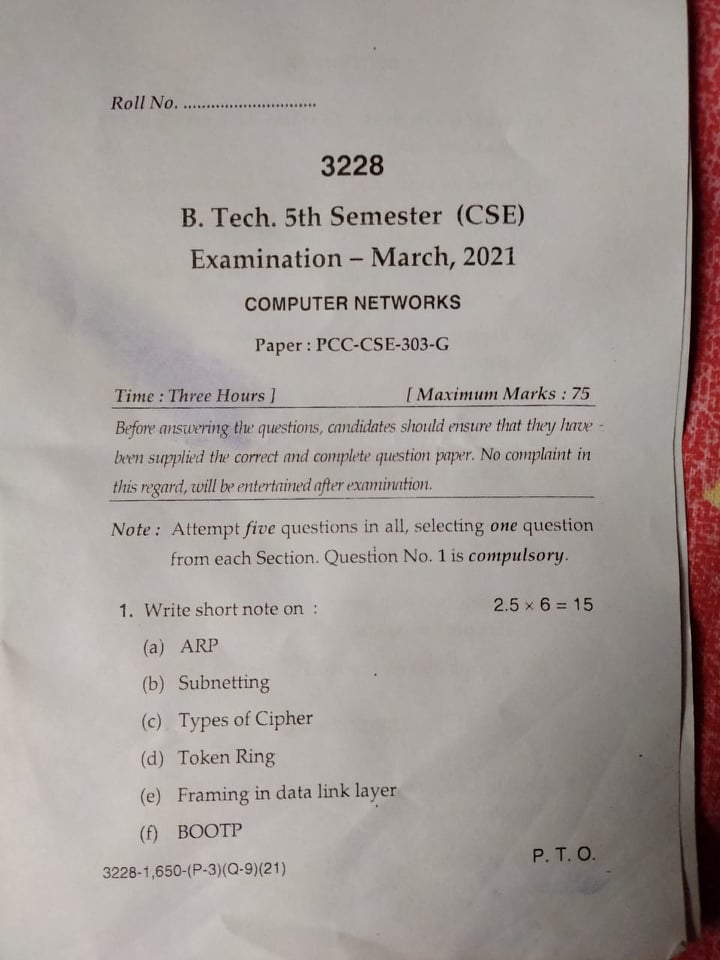 Roll No. .............................
3228
B. Tech. 5th Semester (CSE)
Examination – March, 2021
COMPUTER NETWORKS
Paper : PCC-CSE-303-G
Time : Three Hours ] [ Maximum Marks : 75
Before answering the questions, candidates should ensure that they have
been supplied the correct and complete question paper. No complaint in
this regard, will be entertained after examination.
Note : Attempt five questions in all, selecting one question
from each Section. Question No. 1 is compulsory.
1. Write short note on : 2.5 × 6 = 15
(a) ARP
(b) Subnetting
(c) Types of Cipher
(d) Token Ring
(e) Framing in data link layer
(f) BOOTP
3228-1,650-(P-3)(Q-9)(21) P. T. O.